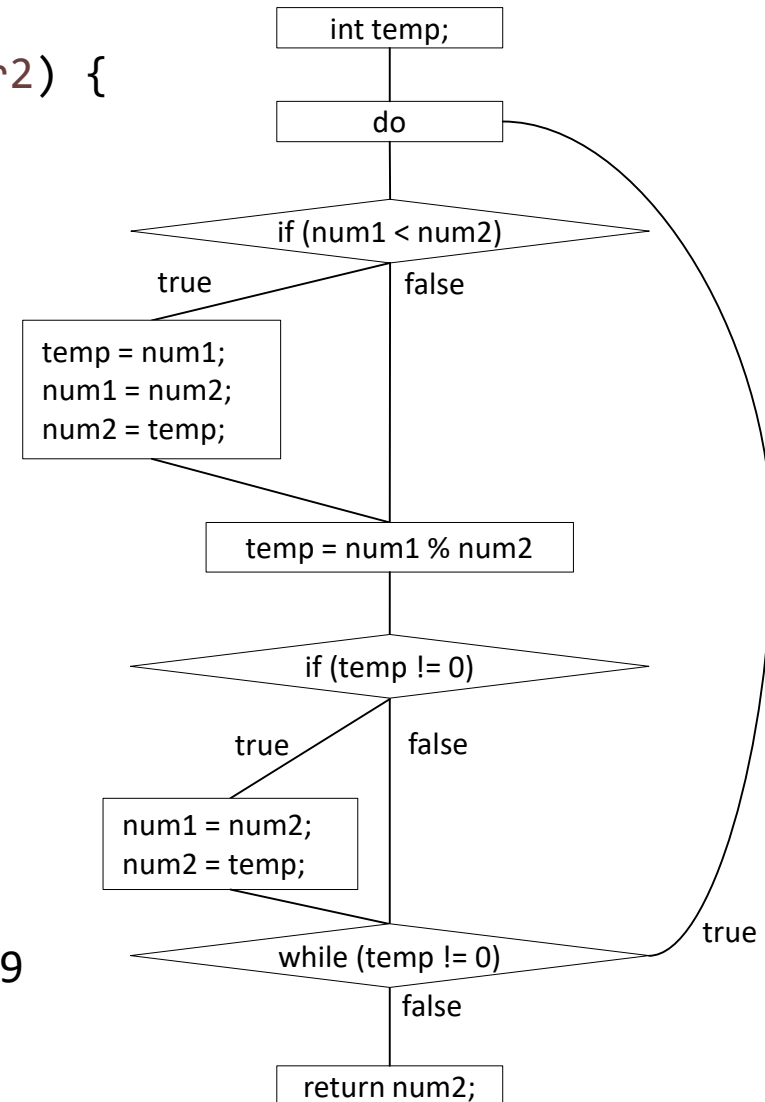 int temp;
r2) {
do
if (num1 < num2)
true
false
temp = num1;
num1 = num2;
num2 = temp;
temp = num1 % num2
if (temp != 0)
true
false
num1 = num2;
num2 = temp;
true
while (temp != 0)
9
false
return num2;